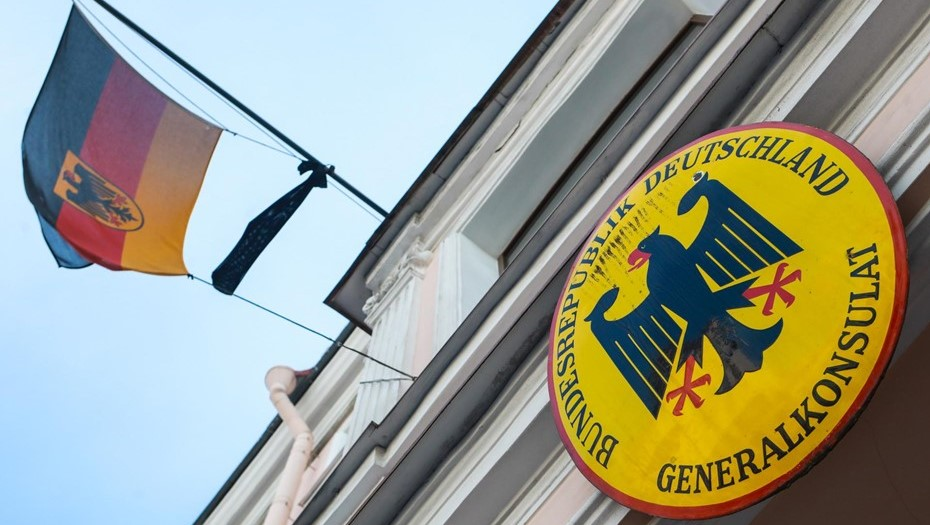 BUNDESREPUBLIK DEUTSCHLAND
GENERALKONSULAT